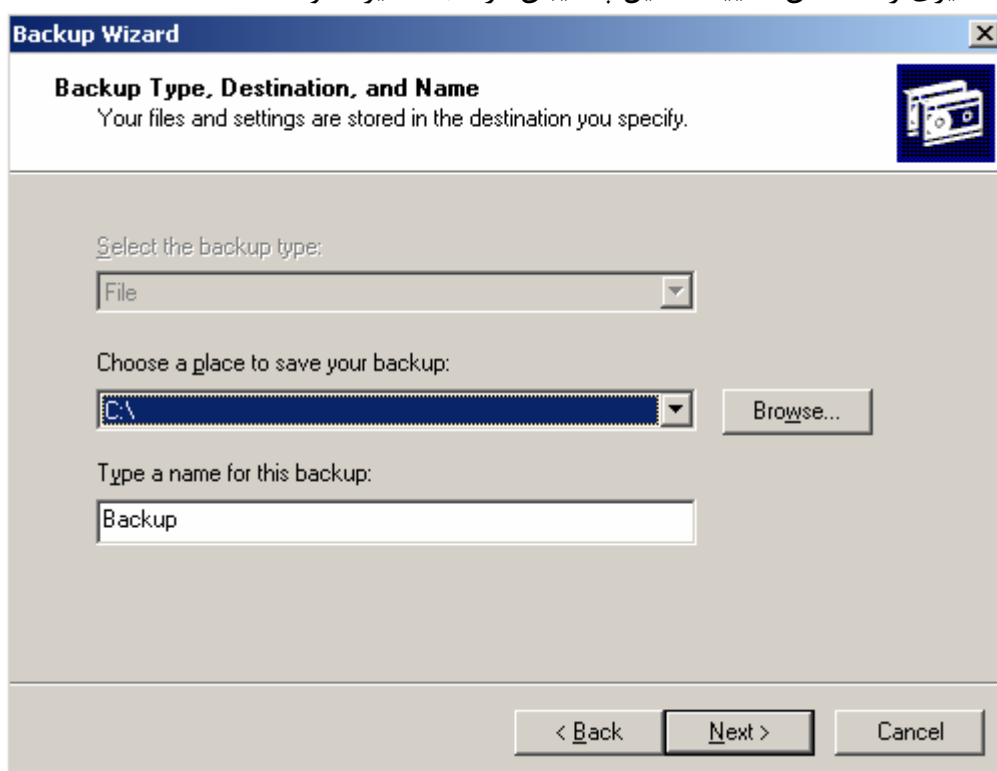 Backup Wizard
Backup Type, Destination, and Name
Your files and settings are stored in the destination you specify.
Select the backup type:
File
Choose a place to save your backup:
C:\
Browse...
Type a name for this backup:
Backup
< Back
Next >
Cancel